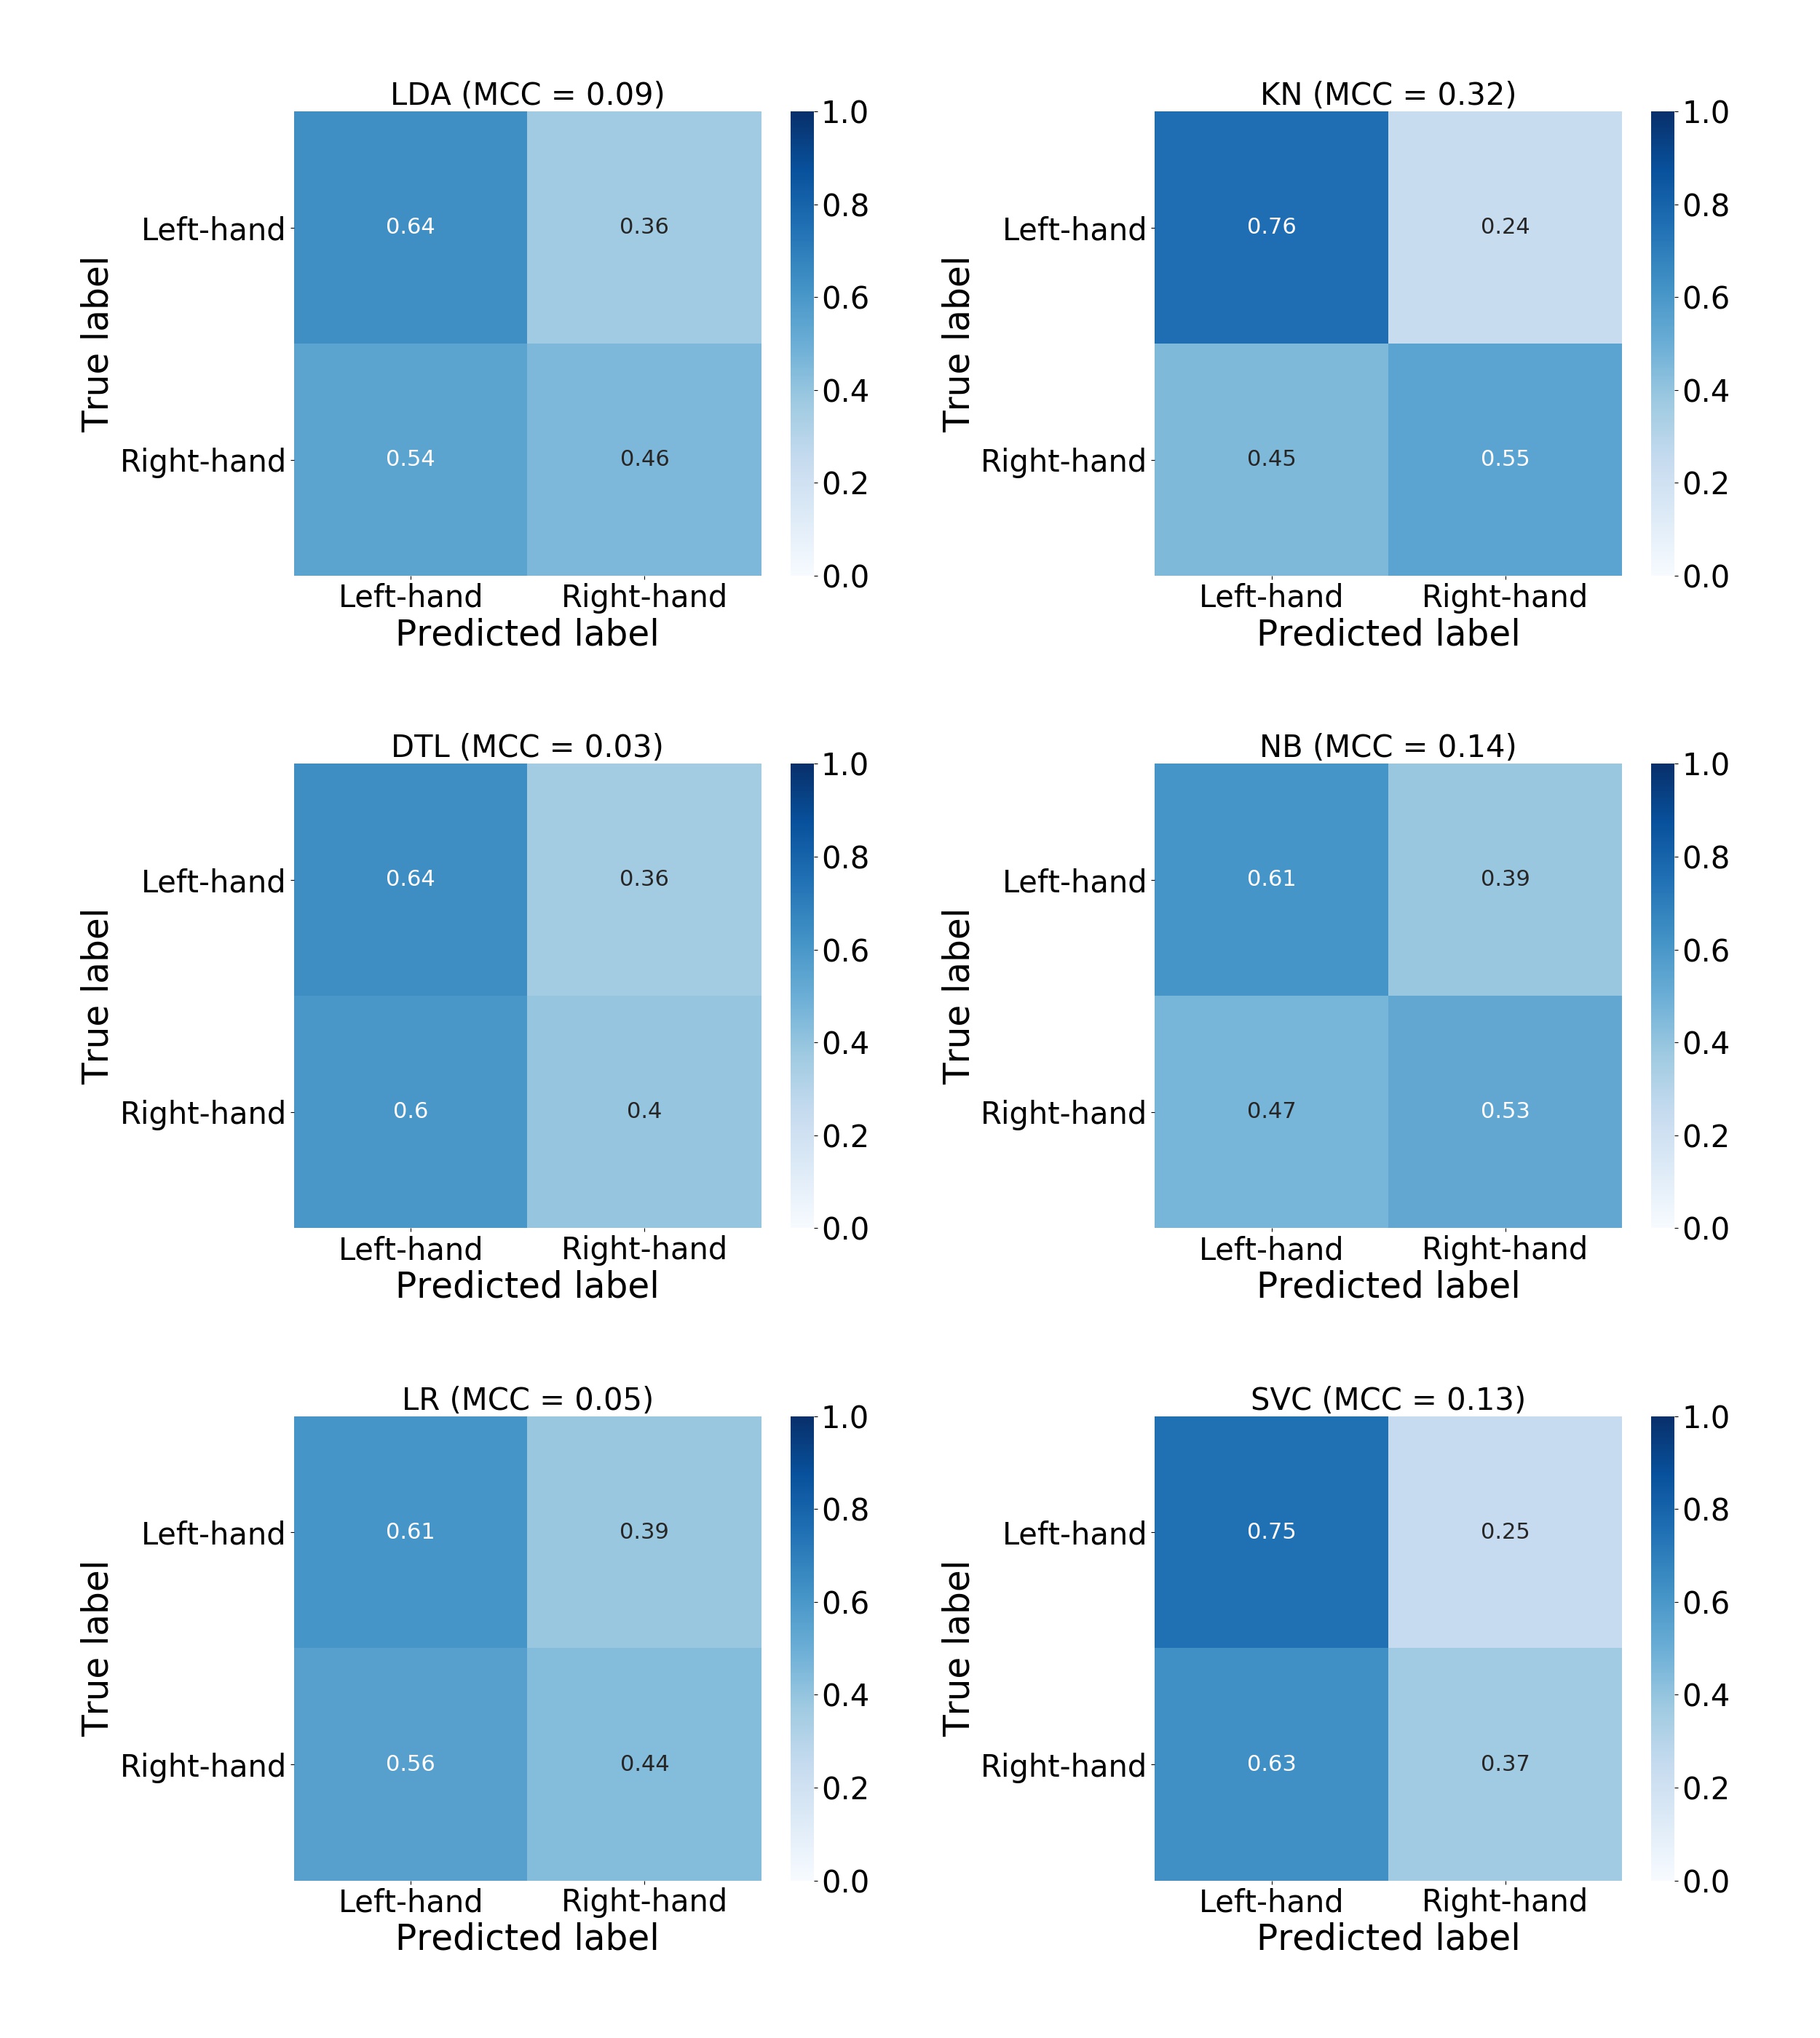 LDA (MCC = 0.09)
1.0
0.8
0.6
0.4
0.2
0.0
True label
Left-hand
0.64 0.36
Right-hand
0.54 0.46
Left-hand Right-hand
Predicted label
KN (MCC = 0.32)
1.0
0.8
0.6
0.4
0.2
0.0
True label
Left-hand
0.76 0.24
Right-hand
0.45 0.55
Left-hand Right-hand
Predicted label
DTL (MCC = 0.03)
1.0
0.8
0.6
0.4
0.2
0.0
True label
Left-hand
0.64 0.36
Right-hand
0.6 0.4
Left-hand Right-hand
Predicted label
NB (MCC = 0.14)
1.0
0.8
0.6
0.4
0.2
0.0
True label
Left-hand
0.61 0.39
Right-hand
0.47 0.53
Left-hand Right-hand
Predicted label
LR (MCC = 0.05)
1.0
0.8
0.6
0.4
0.2
0.0
True label
Left-hand
0.61 0.39
Right-hand
0.56 0.44
Left-hand Right-hand
Predicted label
SVC (MCC = 0.13)
1.0
0.8
0.6
0.4
0.2
0.0
True label
Left-hand
0.75 0.25
Right-hand
0.63 0.37
Left-hand Right-hand
Predicted label